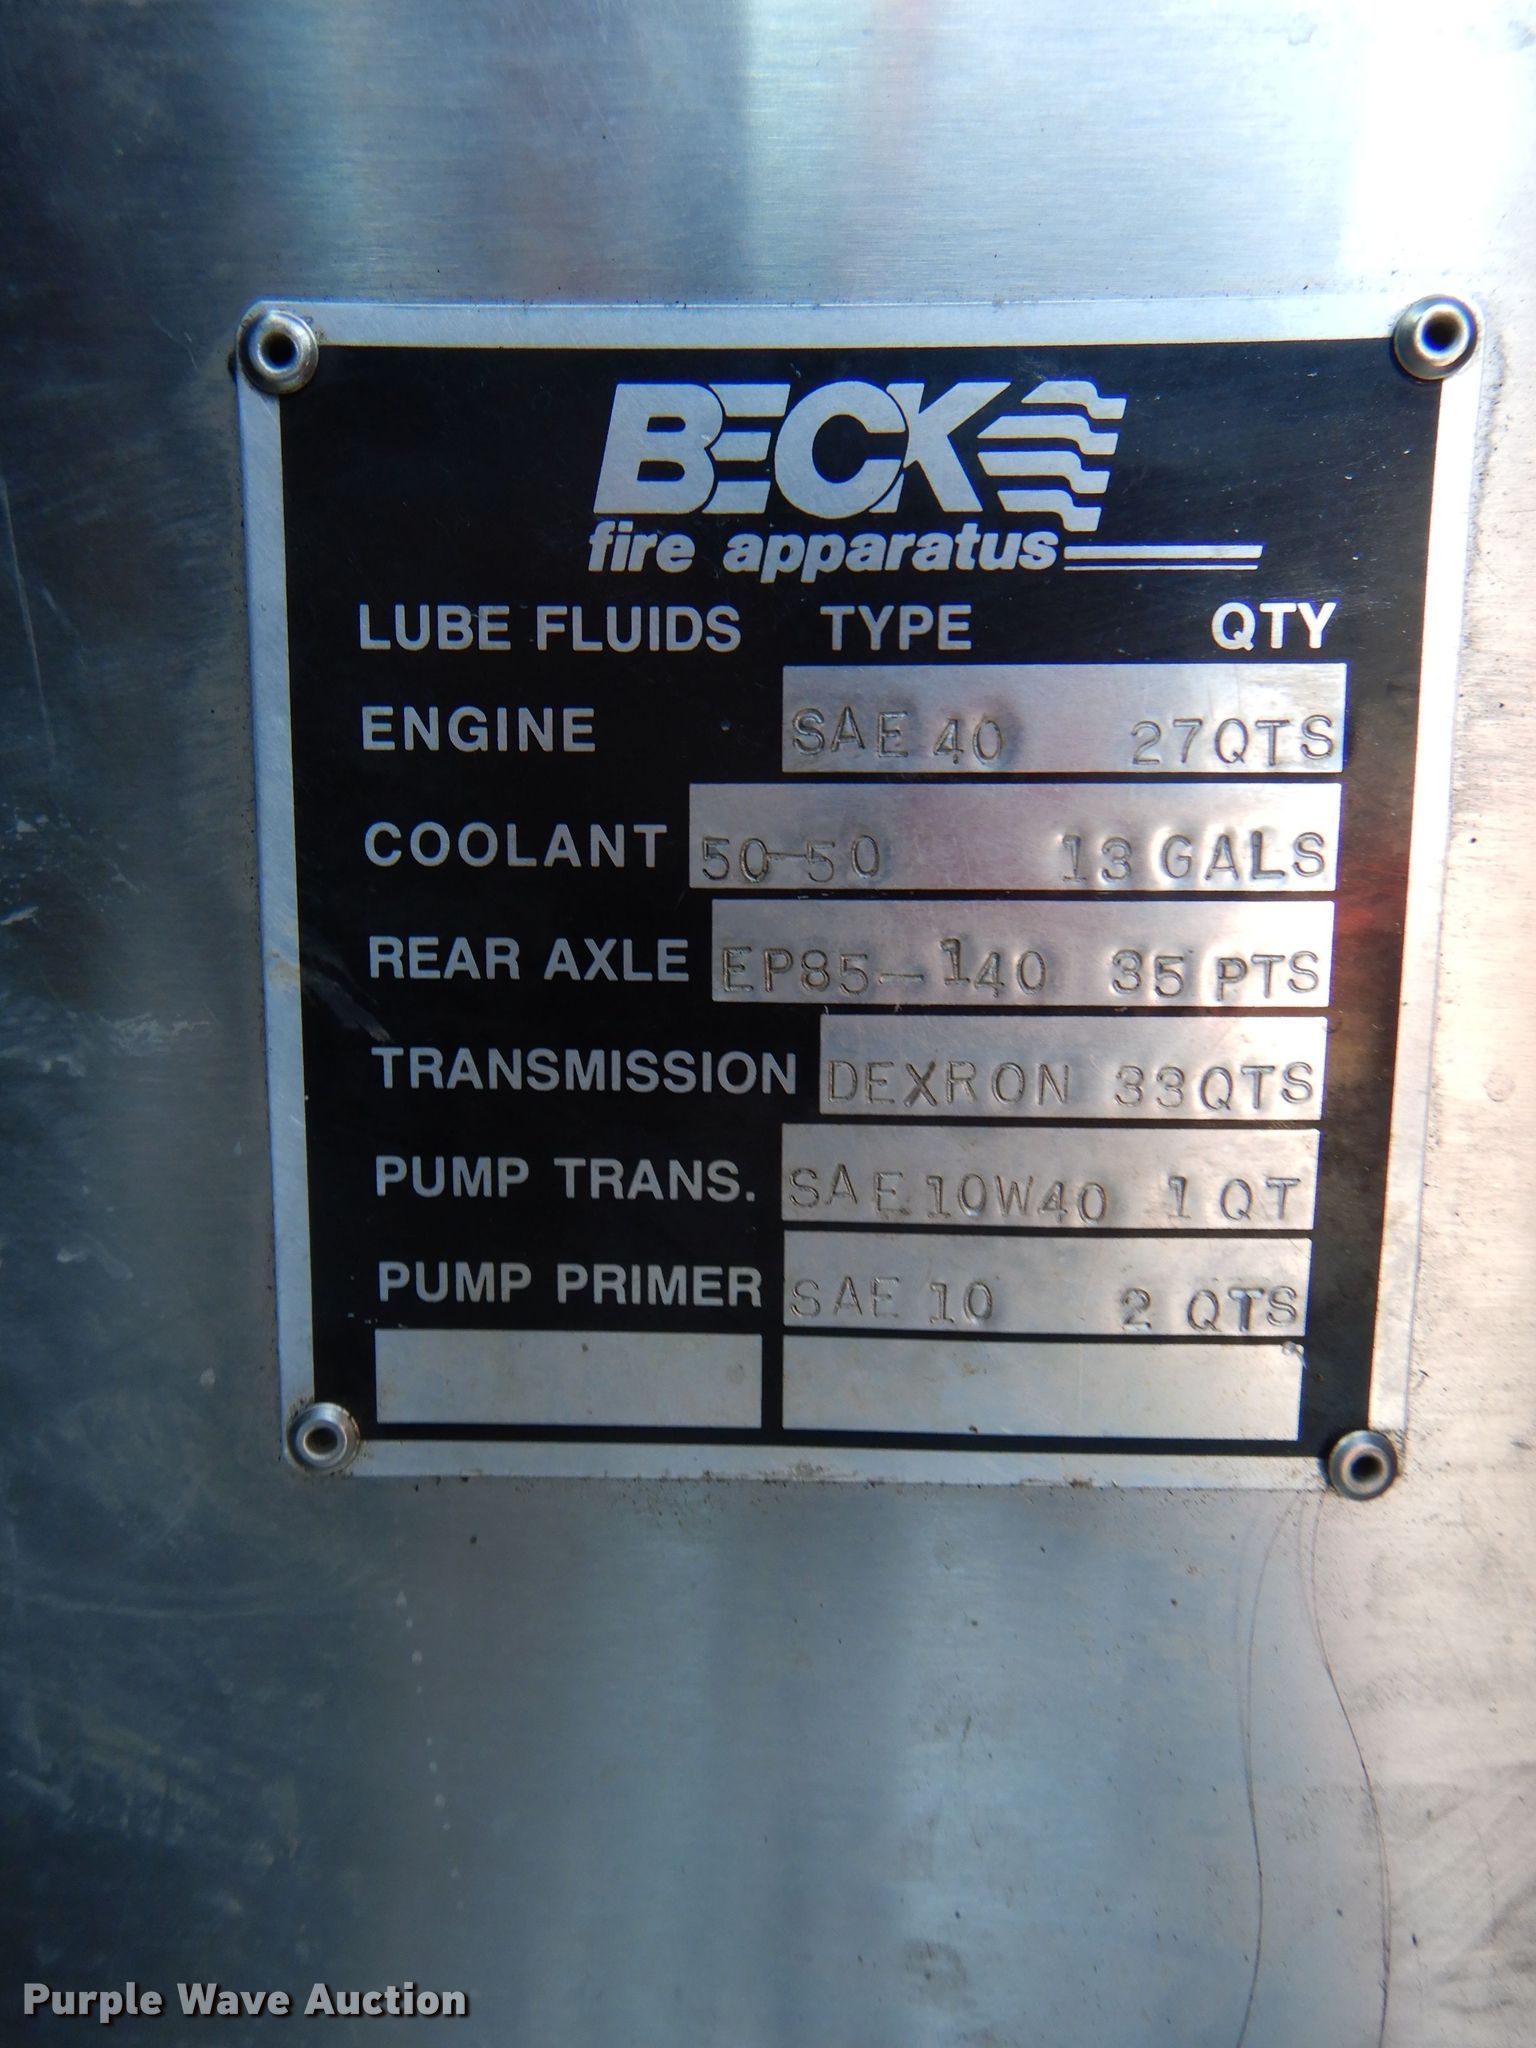 BECK
fire apparatus
LUBE FLUIDS TYPE QTY
ENGINE SAE 40 27QTS
COOLANT 50-50 13 GALS
REAR AXLE EP85-140 35 PTS
TRANSMISSION DEXRON 33QTS
PUMP TRANS. SAE 10W40 1 QT
PUMP PRIMER SAE 10 2 QTS
Purple Wave Auction